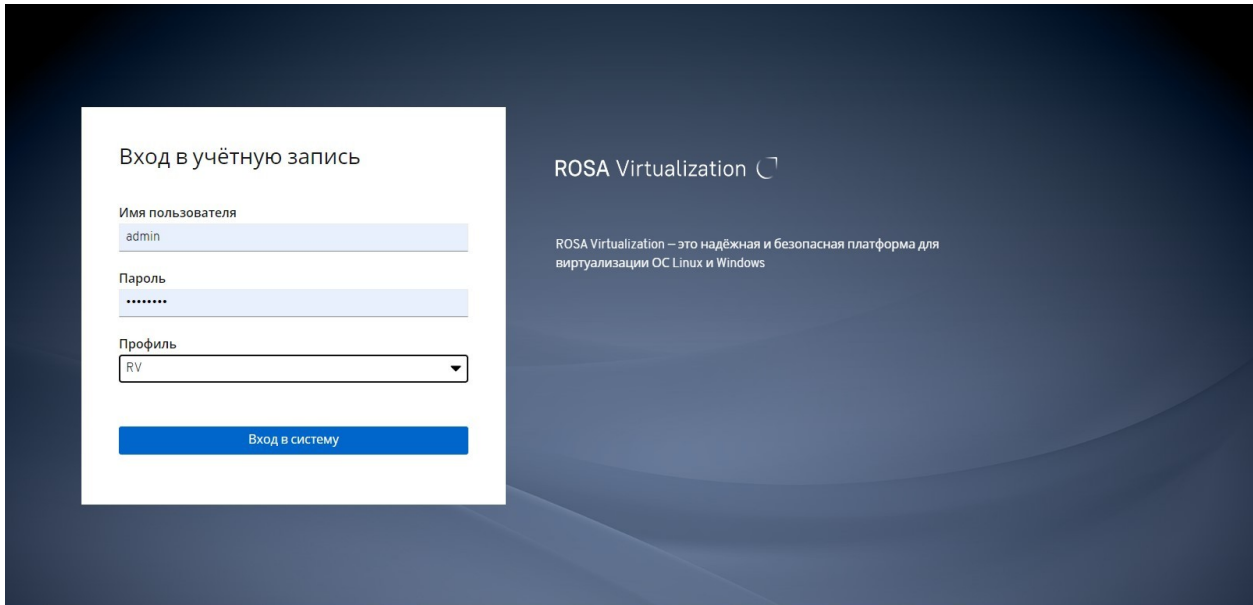 Вход в учётную запись
Имя пользователя
admin
Пароль
••••••••
Профиль
RV
Вход в систему
ROSA Virtualization
ROSA Virtualization – это надёжная и безопасная платформа для
виртуализации ОС Linux и Windows